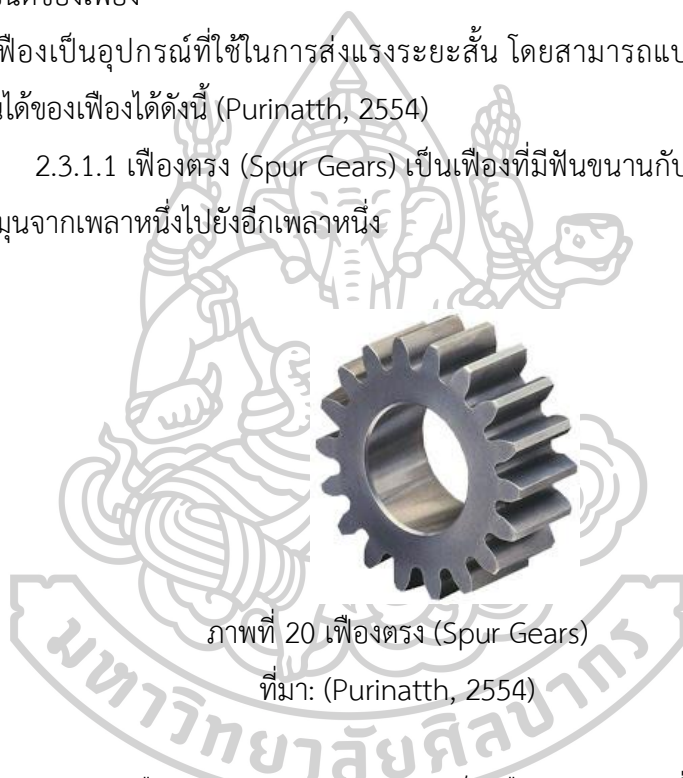 ฟืองเป็นอุปกรณ์ที่ใช้ในการส่งแรงระยะสั้น โดยสามารถแบ
นได้ของเฟืองได้ดังนี้ (Purinatth, 2554)
2.3.1.1 เฟืองตรง (Spur Gears) เป็นเฟืองที่มีฟันขนานกับ
มุนจากเพลาหนึ่งไปยังอีกเพลาหนึ่ง
ภาพที่ 20 เฟืองตรง (Spur Gears)
ที่มา: (Purinatth, 2554)
มหาวิทยาลัยศิลปากร